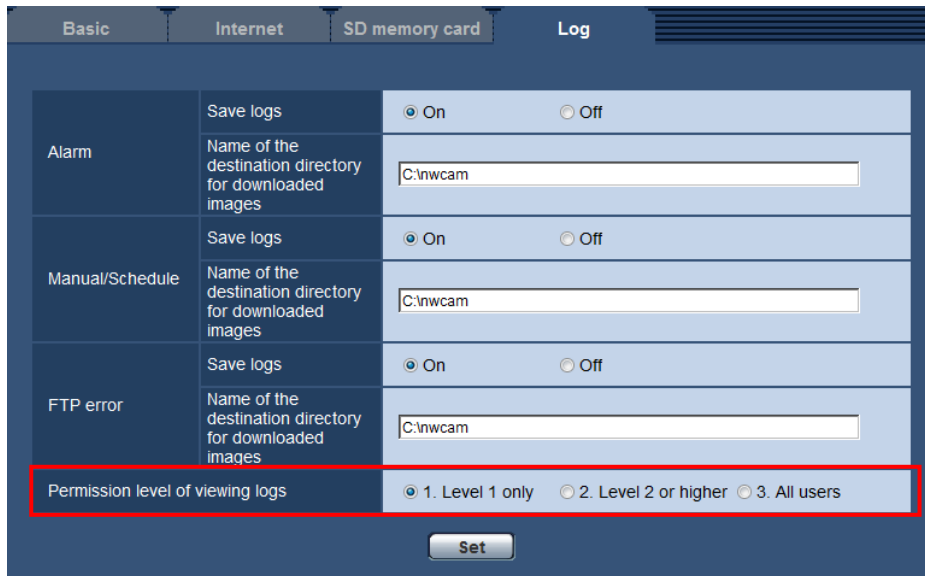 Basic
Internet
SD memory card
Log
Alarm
Save logs
On
Off
Name of the
destination directory
for downloaded
images
C:\nwcam
Manual/Schedule
Save logs
On
Off
Name of the
destination directory
for downloaded
images
C:\nwcam
FTP error
Save logs
On
Off
Name of the
destination directory
for downloaded
images
C:\nwcam
Permission level of viewing logs
1. Level 1 only
2. Level 2 or higher
3. All users
Set